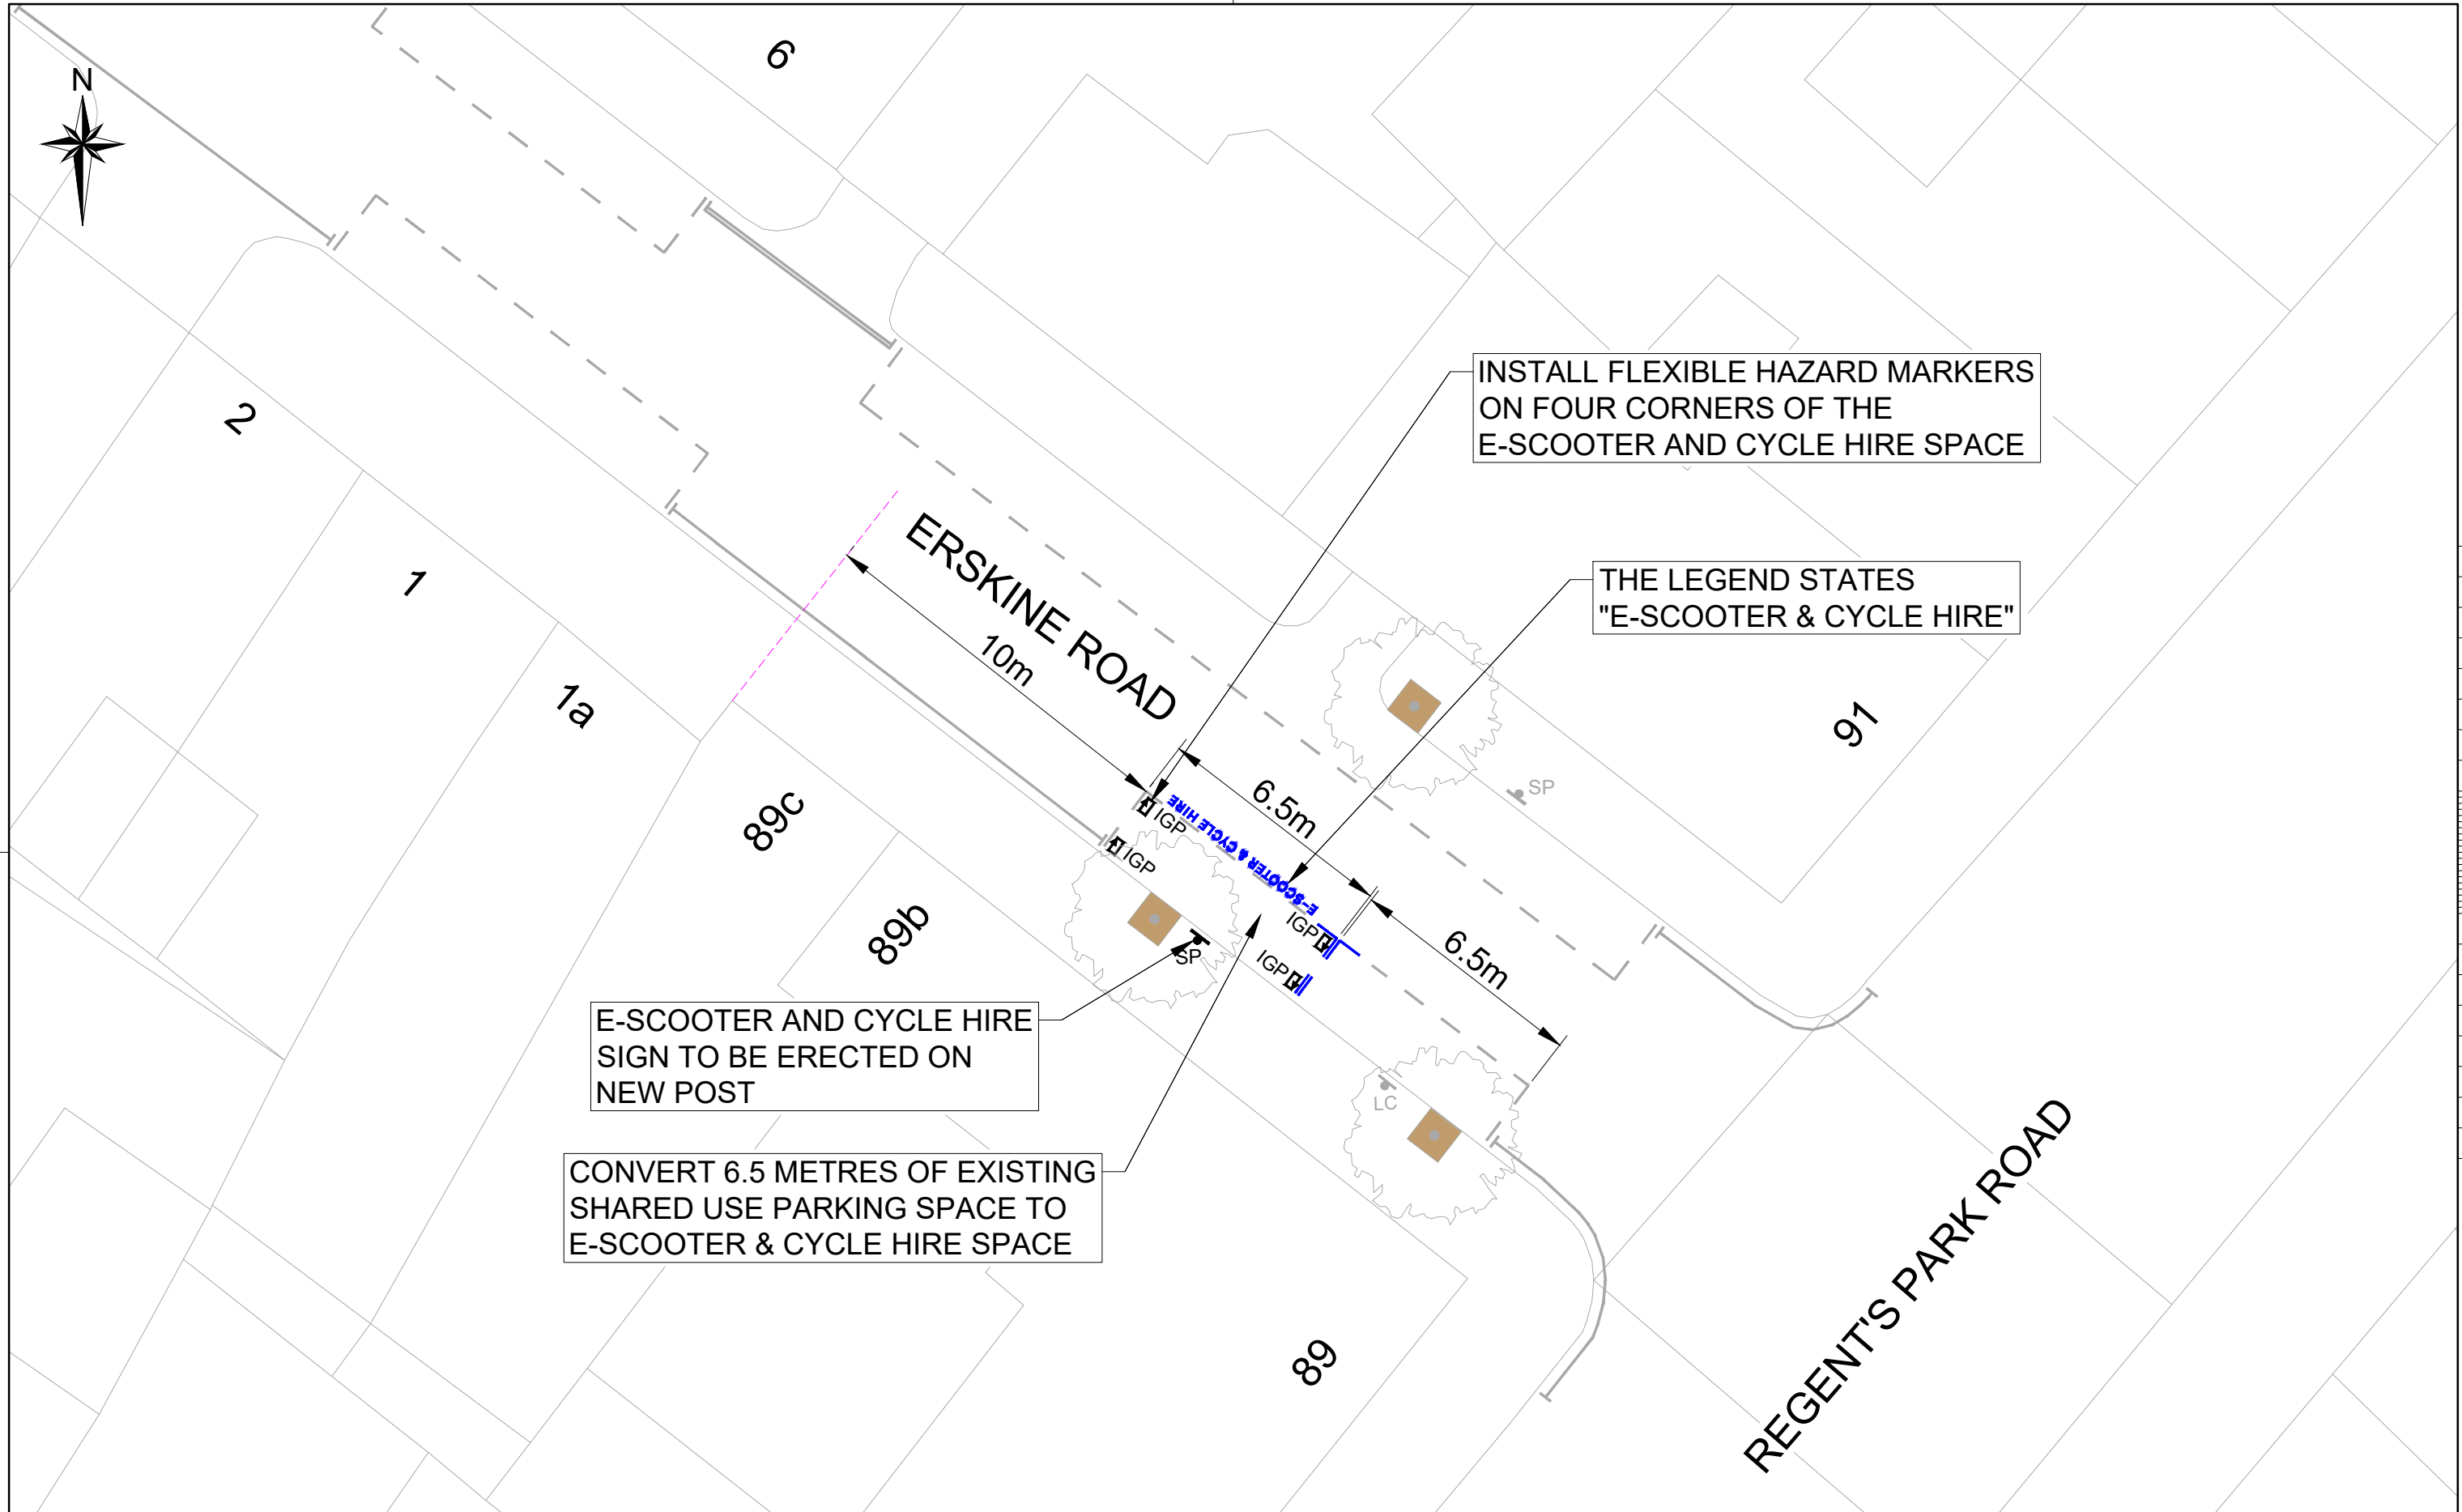 6
N
INSTALL FLEXIBLE HAZARD MARKERS
ON FOUR CORNERS OF THE
E-SCOOTER AND CYCLE HIRE SPACE
2
ERSKINE ROAD
THE LEGEND STATES
"E-SCOOTER & CYCLE HIRE"
1
10m
1a
91
6.5m
SP
89c
IGP
E-SCOOTER & CYCLE HIRE
IGP
89b
IGP
6.5m
SP
IGP
E-SCOOTER AND CYCLE HIRE
SIGN TO BE ERECTED ON
NEW POST
LC
CONVERT 6.5 METRES OF EXISTING
SHARED USE PARKING SPACE TO
E-SCOOTER & CYCLE HIRE SPACE
REGENT'S PARK ROAD
89